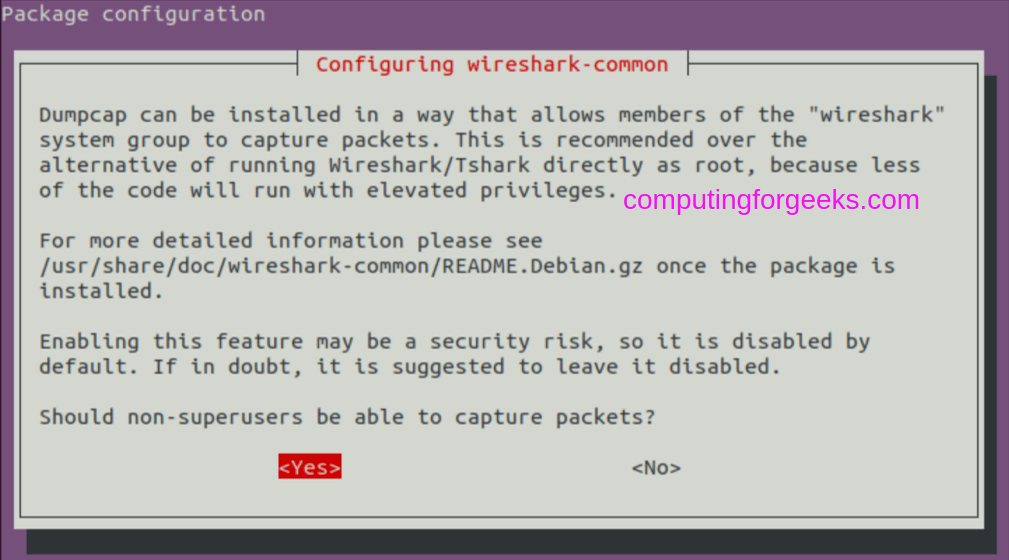 Package configuration
Configuring wireshark-common
Dumpcap can be installed in a way that allows members of the "wireshark"
system group to capture packets. This is recommended over the
alternative of running Wireshark/Tshark directly as root, because less
of the code will run with elevated privileges.
computingforgeeks.com
For more detailed information please see
/usr/share/doc/wireshark-common/README.Debian.gz once the package is
installed.
Enabling this feature may be a security risk, so it is disabled by
default. If in doubt, it is suggested to leave it disabled.
Should non-superusers be able to capture packets?
<Yes> <No>